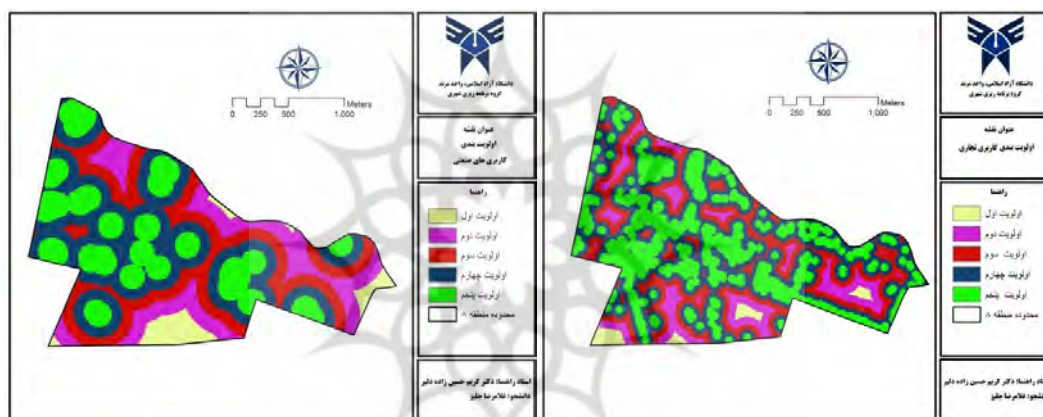 دانشگاه آزاد اسلامی، واحد مرند
گروه برنامه ریزی شهری
Meters
0 250 500 1,000
عنوان نقشه
اولویت بندی
کاربری های صنعتی
راهنما
اولویت اول
اولویت دوم
اولویت سوم
اولویت چهارم
اولویت پنجم
محدوده منطقه ۸
استاد راهنما: دکتر کریم حسین زاده دلیر
دانشجو: غلامرضا جلیز
دانشگاه آزاد اسلامی، واحد مرند
گروه برنامه ریزی شهری
Meters
0 250 500 1,000
عنوان نقشه
اولویت بندی کاربری تجاری
راهنما
اولویت اول
اولویت دوم
اولویت سوم
اولویت چهارم
اولویت پنجم
محدوده منطقه ۸
راهنما: دکتر کریم حسین زاده دلیر
غلامرضا جلیز